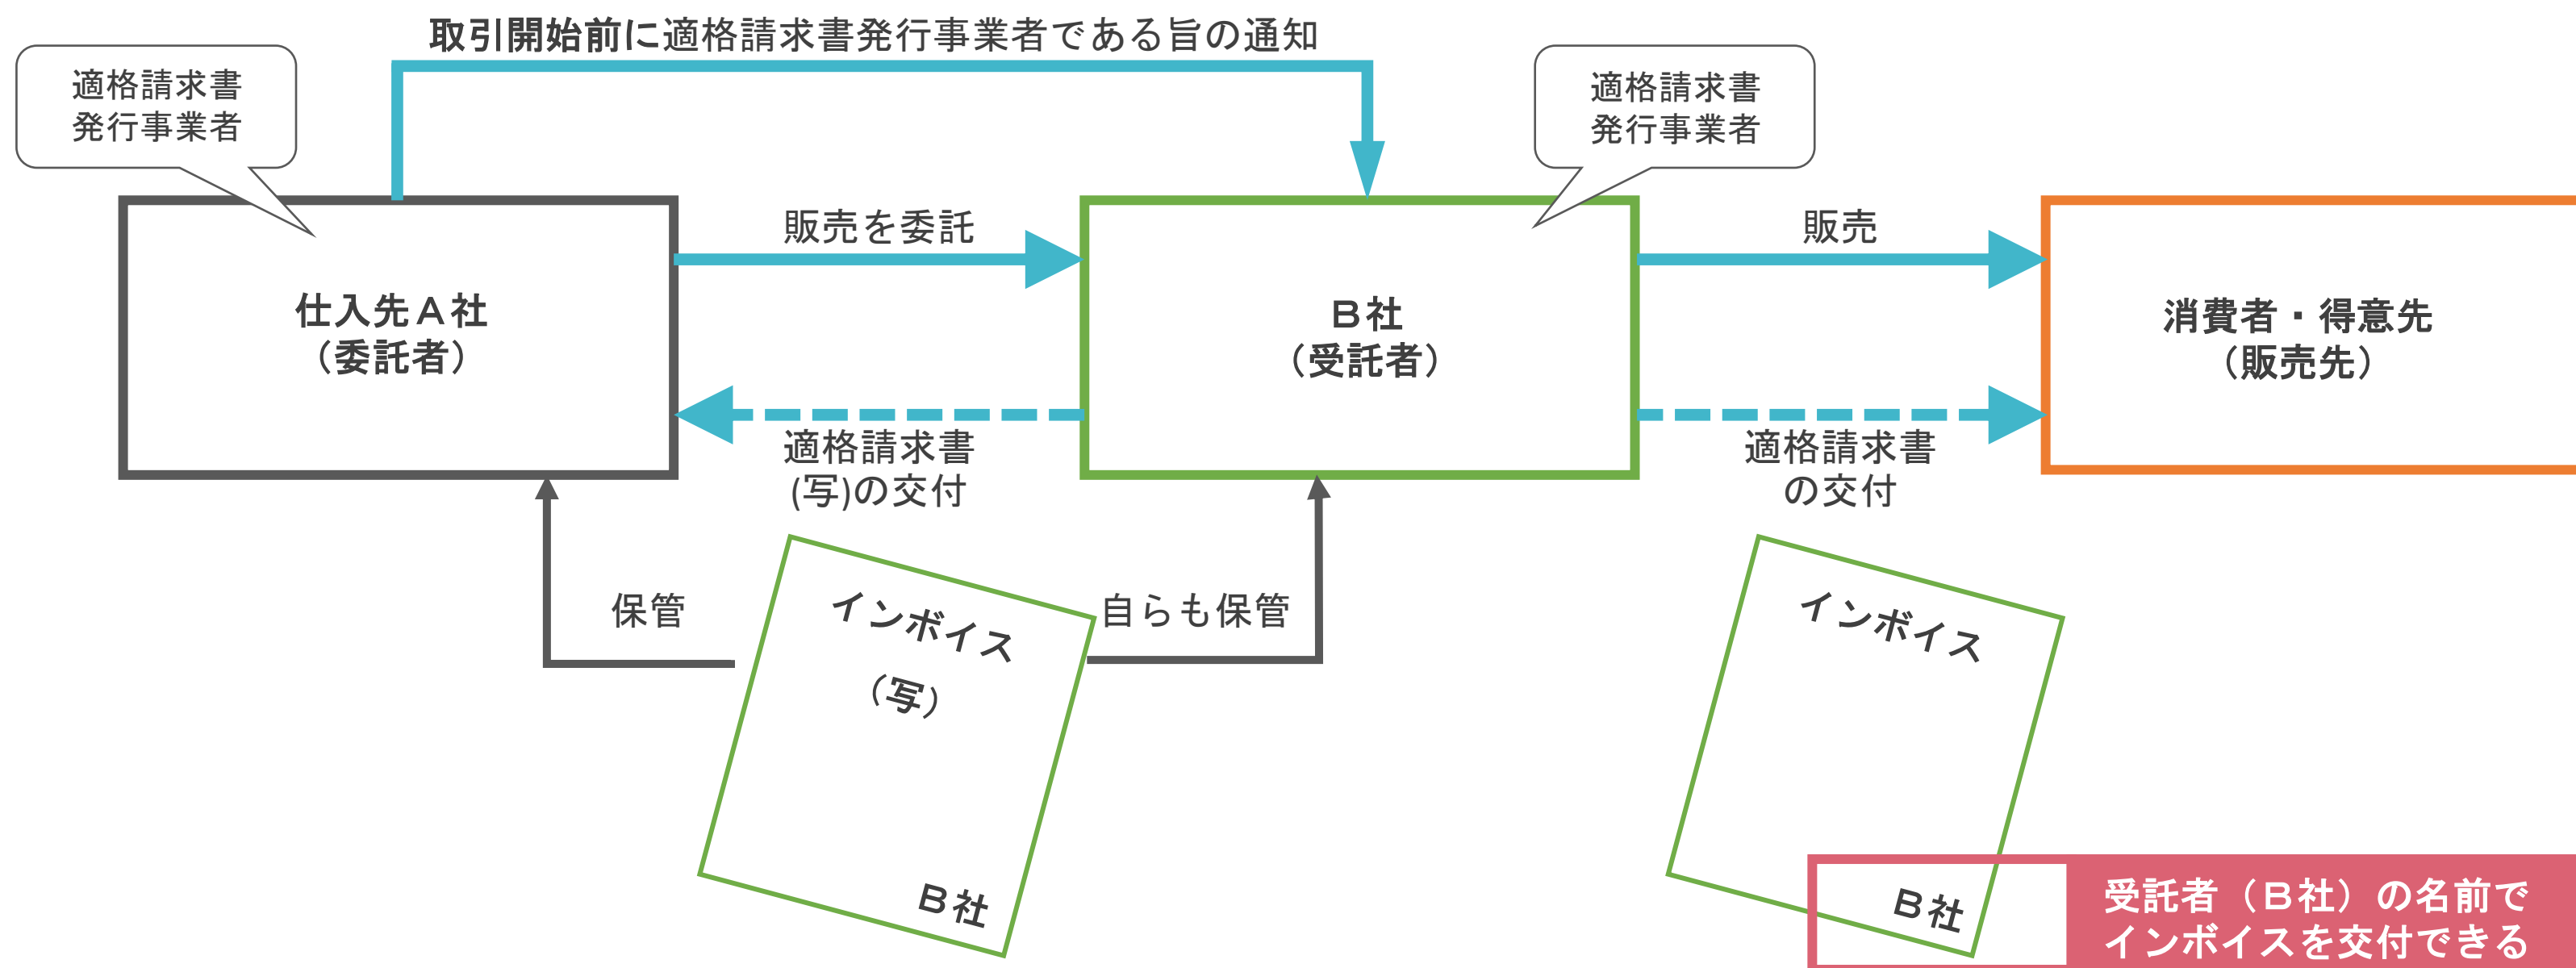 取引開始前に適格請求書発行事業者である旨の通知
適格請求書
発行事業者
適格請求書
発行事業者
販売を委託
販売
仕入先Ａ社
（委託者）
Ｂ社
（受託者）
消費者・得意先
（販売先）
適格請求書
(写)の交付
適格請求書
の交付
保管
インボイス
（写）
Ｂ社
自らも保管
インボイス
Ｂ社
受託者（Ｂ社）の名前で
インボイスを交付できる